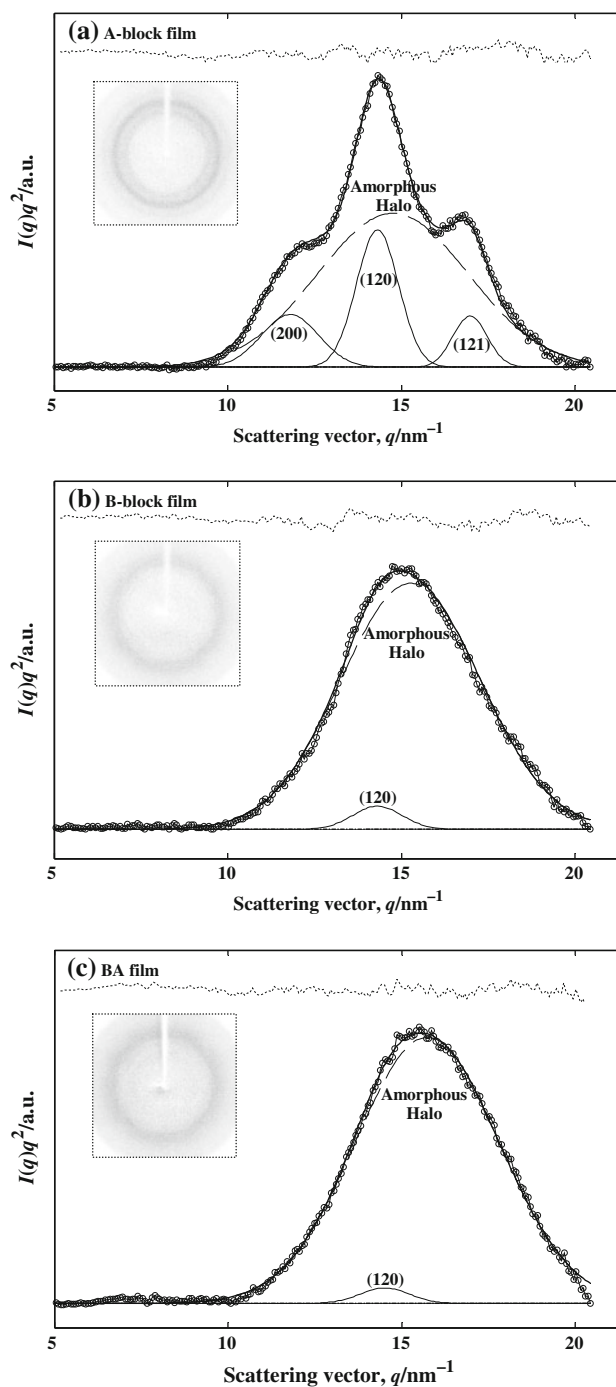 (a) A-block film
I(q)q²/a.u.
Amorphous
Halo
(120)
(200)
(121)
5 10 15 20
Scattering vector, q/nm⁻¹
(b) B-block film
I(q)q²/a.u.
Amorphous
Halo
(120)
5 10 15 20
Scattering vector, q/nm⁻¹
(c) BA film
I(q)q²/a.u.
Amorphous
Halo
(120)
5 10 15 20
Scattering vector, q/nm⁻¹